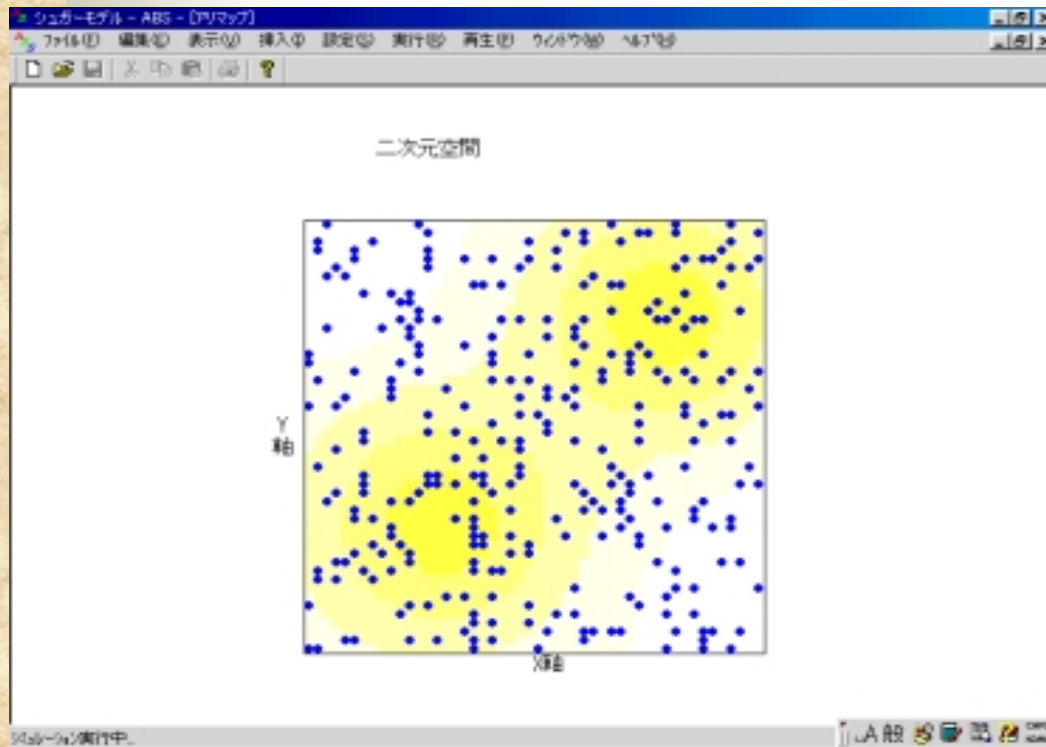 シュガーモデル - ABS - [アリマップ]
ファイル(F) 編集(E) 表示(V) 挿入(I) 設定(S) 実行(R) 再生(P) ウィンドウ(W) ヘルプ(H)
二次元空間
Y
軸
X軸
シミュレーション実行中...
A 般